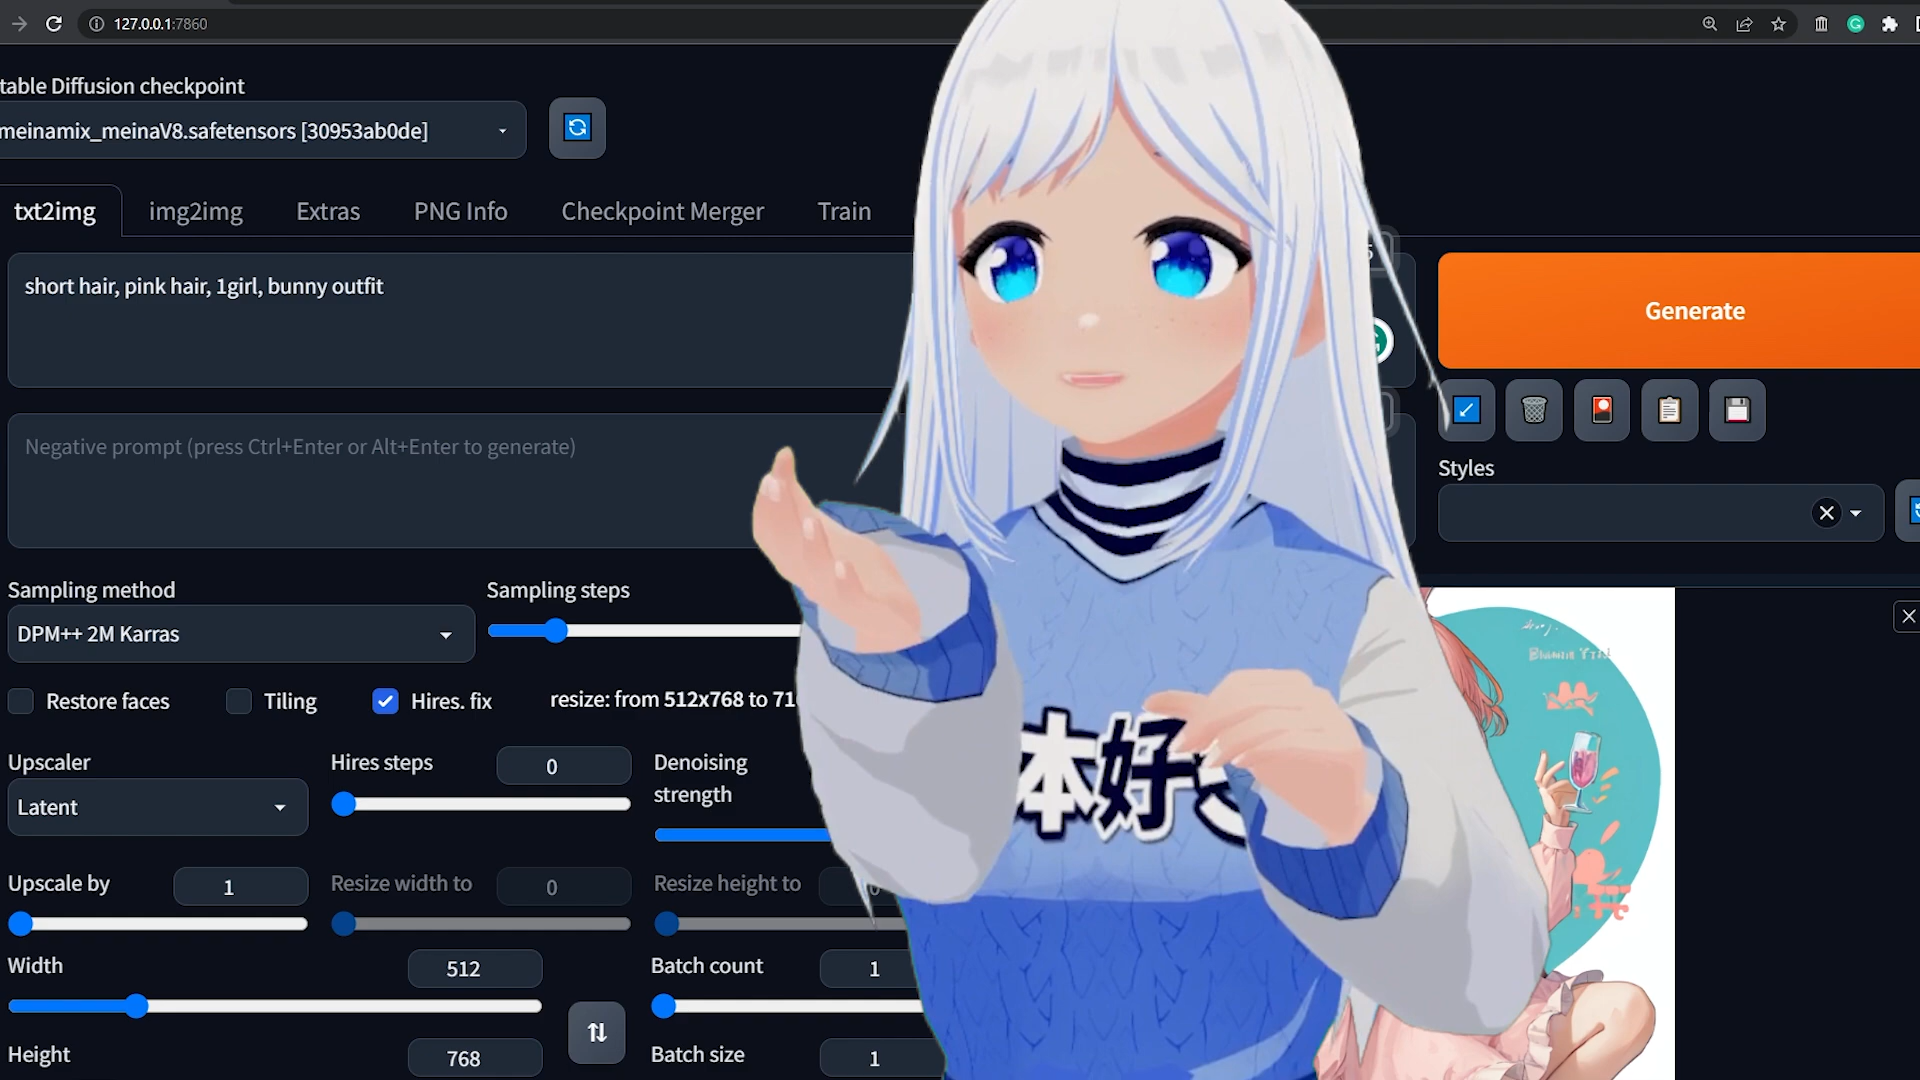 127.0.0.1:7860
table Diffusion checkpoint
meinamix_meinaV8.safetensors [30953ab0de]
txt2img
img2img
Extras
PNG Info
Checkpoint Merger
Train
short hair, pink hair, 1girl, bunny outfit
Generate
Negative prompt (press Ctrl+Enter or Alt+Enter to generate)
Styles
Sampling method
Sampling steps
DPM++ 2M Karras
Restore faces
Tiling
Hires. fix
resize: from 512x768 to 71
Upscaler
Hires steps
0
Denoising
strength
Latent
本好
Upscale by
1
Resize width to
0
Resize height to
Width
512
Batch count
1
Height
768
Batch size
1